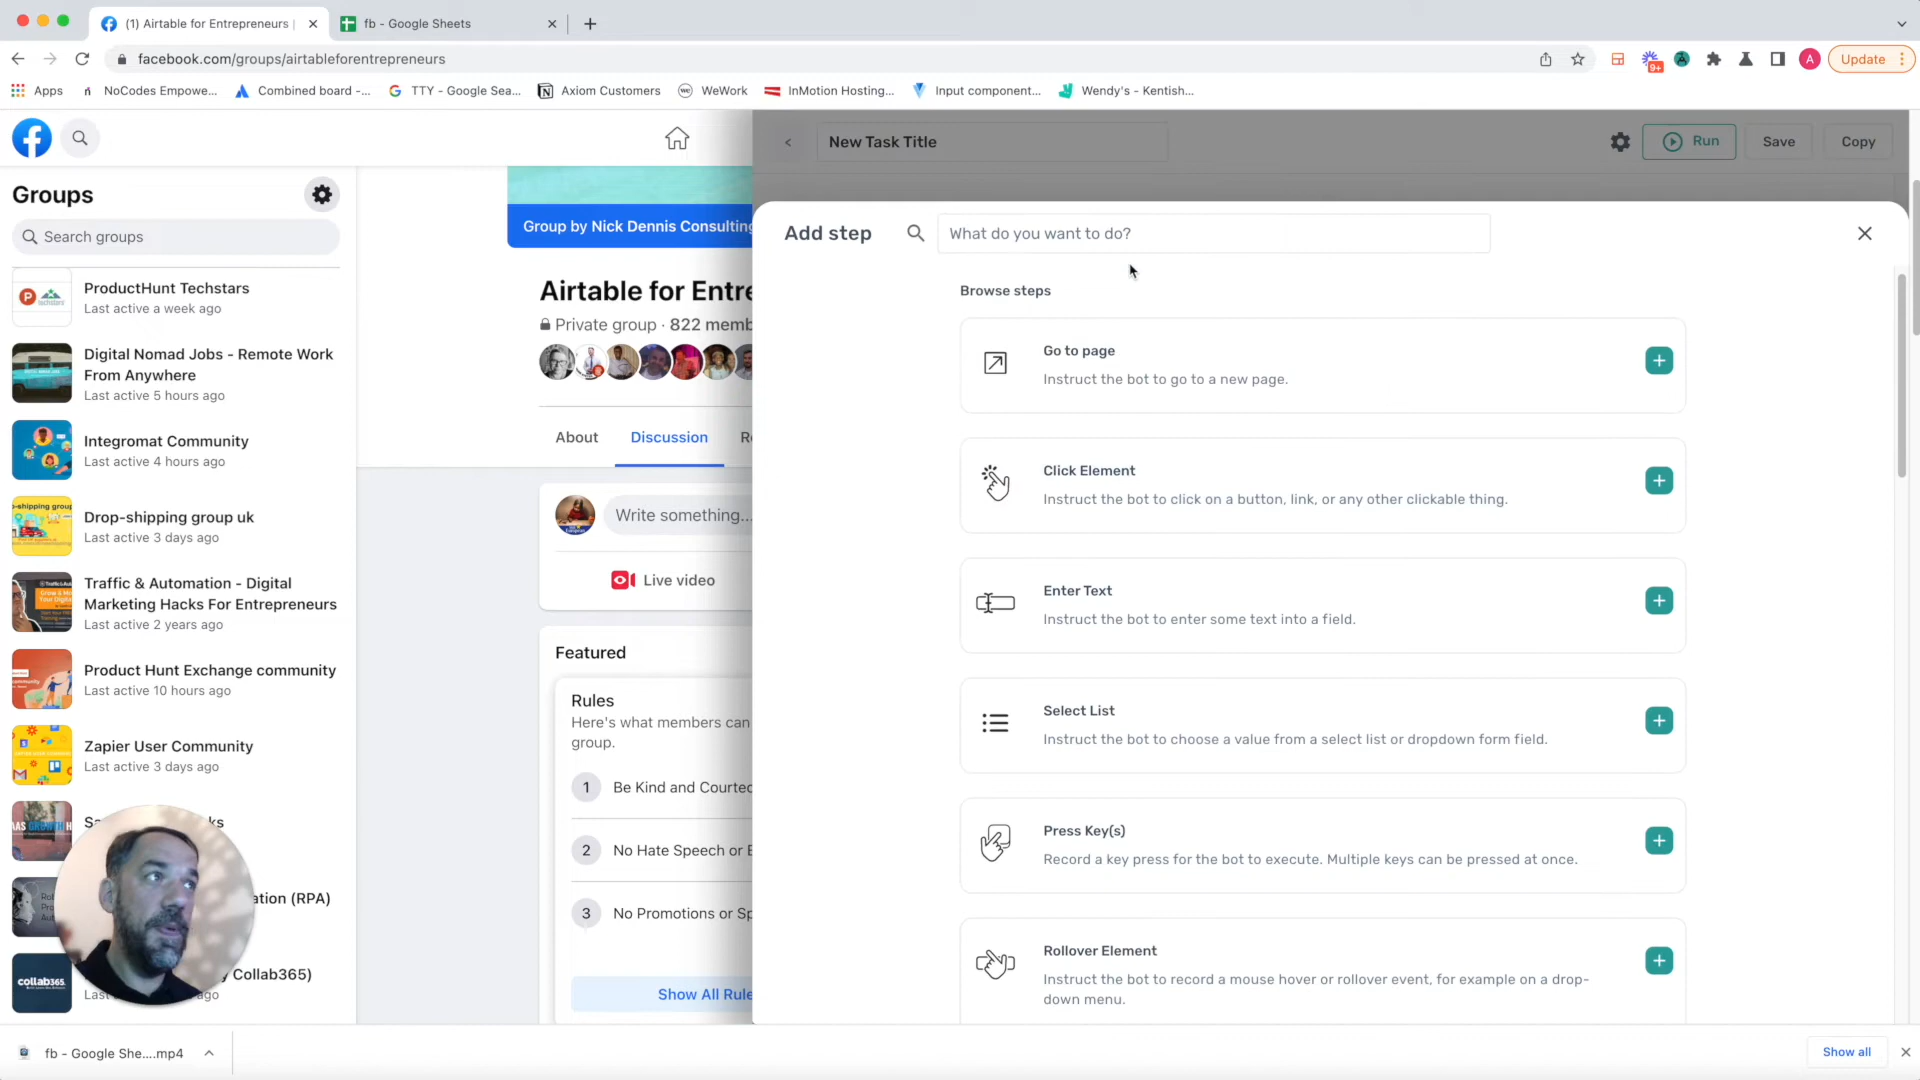 (1) Airtable for Entrepreneurs |
fb - Google Sheets
facebook.com/groups/airtableforentrepreneurs
9+
A
Update
Apps
NoCodes Empowe...
Combined board -...
TTY - Google Sea...
Axiom Customers
WeWork
InMotion Hosting...
Input component...
Wendy's - Kentish...
Groups
Search groups
ProductHunt Techstars
Last active a week ago
Digital Nomad Jobs - Remote Work
From Anywhere
Last active 5 hours ago
Integromat Community
Last active 4 hours ago
Drop-shipping group uk
Last active 3 days ago
Traffic & Automation - Digital
Marketing Hacks For Entrepreneurs
Last active 2 years ago
Product Hunt Exchange community
Last active 10 hours ago
Zapier User Community
Last active 3 days ago
ation (RPA)
collab365.
Collab365)
Group by Nick Dennis Consulting
Airtable for Entre
Private group · 822 memb
About
Discussion
Write something...
Live video
Featured
Rules
Here's what members can
group.
1 Be Kind and Courteo
2 No Hate Speech or B
3 No Promotions or Sp
Show All Rule
<
New Task Title
Run
Save
Copy
Add step
What do you want to do?
Browse steps
Go to page
Instruct the bot to go to a new page.
Click Element
Instruct the bot to click on a button, link, or any other clickable thing.
Enter Text
Instruct the bot to enter some text into a field.
Select List
Instruct the bot to choose a value from a select list or dropdown form field.
Press Key(s)
Record a key press for the bot to execute. Multiple keys can be pressed at once.
Rollover Element
Instruct the bot to record a mouse hover or rollover event, for example on a drop-
down menu.
fb - Google She....mp4
Show all